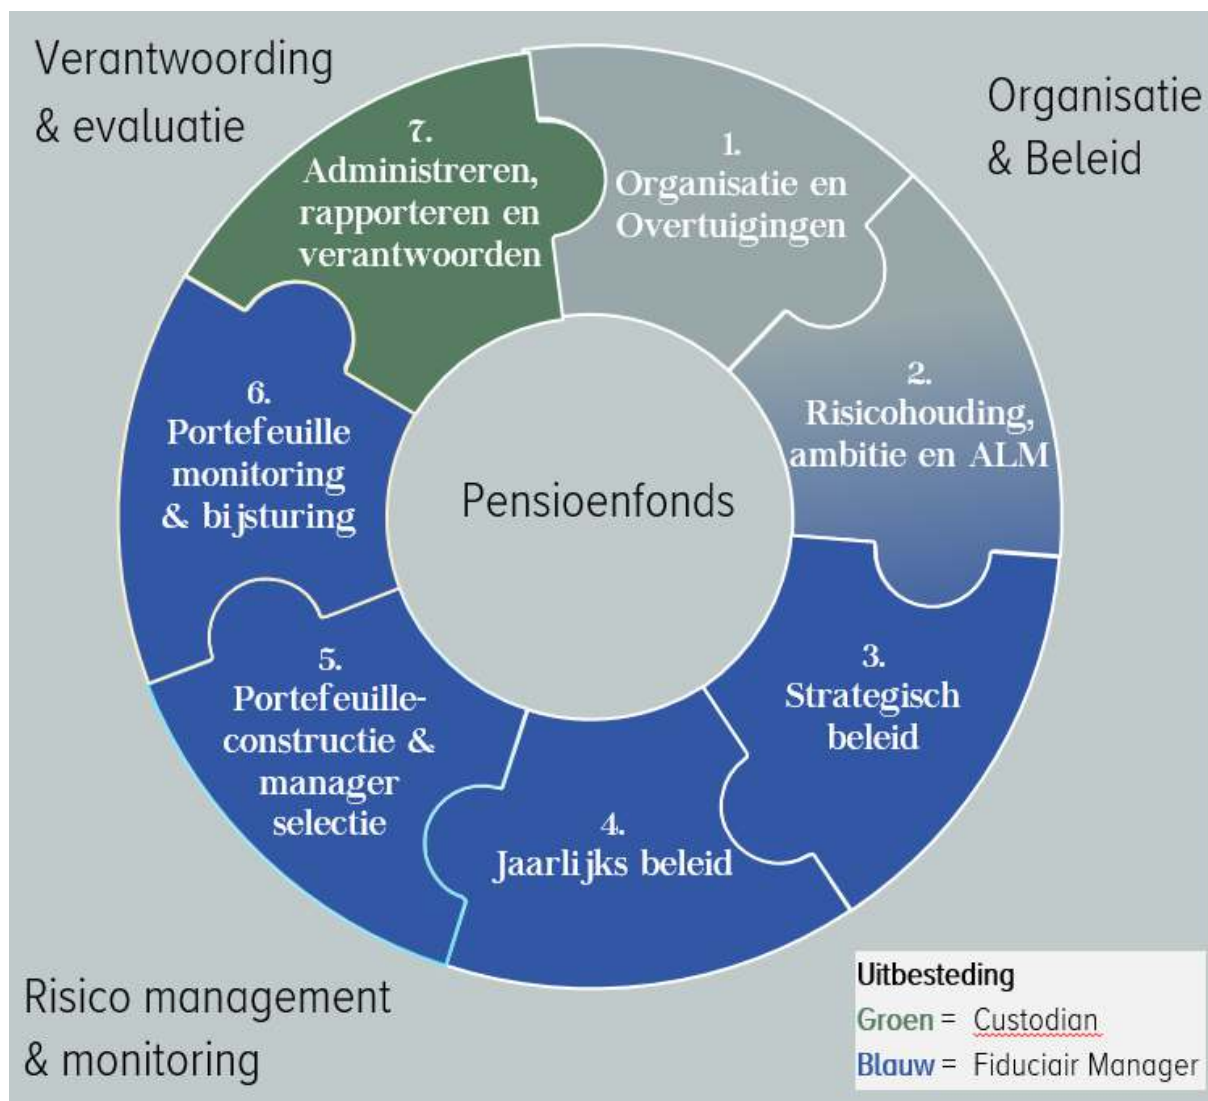 Verantwoording
& evaluatie
Organisatie
& Beleid
1.
Organisatie en
Overtuigingen
2.
Risicohouding,
ambitie en ALM
3.
Strategisch
beleid
4.
Jaarlijks beleid
5.
Portefeuille-
constructie &
manager
selectie
6.
Portefeuille
monitoring
& bijsturing
7.
Administreren,
rapporteren en
verantwoorden
Pensioenfonds
Risico management
& monitoring
Uitbesteding
Groen = Custodian
Blauw = Fiduciair Manager